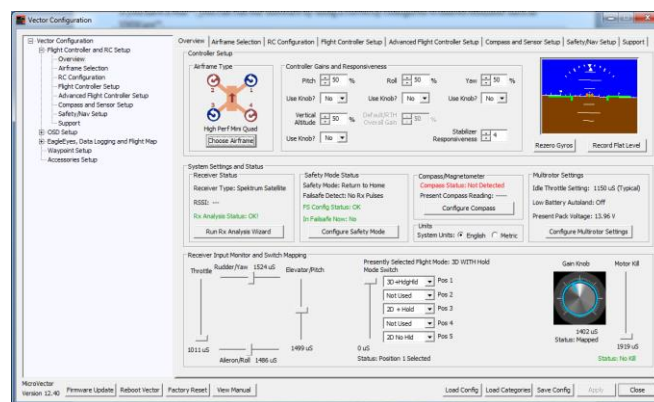 Vector Configuration
Vector Configuration
Flight Controller and RC Setup
Overview
Airframe Selection
RC Configuration
Flight Controller Setup
Advanced Flight Controller Setup
Compass and Sensor Setup
Safety/Nav Setup
Support
OSD Setup
EagleEyes, Data Logging and Flight Map
Waypoint Setup
Accessories Setup
Overview Airframe Selection RC Configuration Flight Controller Setup Advanced Flight Controller Setup Compass and Sensor Setup Safety/Nav Setup Support
Controller Setup
Airframe Type
High Perf Mini Quad
Choose Airframe
Controller Gains and Responsiveness
Pitch 50 % Roll 50 % Yaw 50 %
Use Knob? No Use Knob? No Use Knob? No
Vertical Altitude 50 % Default/RTH Overall Gain 50 %
Use Knob? No Stabilizer Responsiveness 4
Rezero Gyros Record Flat Level
System Settings and Status
Receiver Status
Receiver Type: Spektrum Satellite
RSSI: ---
Rx Analysis Status: OK!
Run Rx Analysis Wizard
Safety Mode Status
Safety Mode: Return to Home
Failsafe Detect: No Rx Pulses
FS Config Status: OK
In Failsafe Now: No
Configure Safety Mode
Compass/Magnetometer
Compass Status: Not Detected
Present Compass Reading: ----
Configure Compass
Units
System Units: English Metric
Multirotor Settings
Idle Throttle Setting: 1150 uS (Typical)
Low Battery Autoland: Off
Present Pack Voltage: 13.96 V
Configure Multirotor Settings
Receiver Input Monitor and Switch Mapping
Throttle Rudder/Yaw 1524 uS Elevator/Pitch
1011 uS Aileron/Roll 1486 uS 1499 uS
Presently Selected Flight Mode: 3D WITH Hold
Mode Switch
3D +HdgHld Pos 1
Not Used Pos 2
2D + Hold Pos 3
Not Used Pos 4
2D No Hld Pos 5
0 uS Status: Position 1 Selected
Gain Knob
1402 uS
Status: Mapped
Motor Kill
1919 uS
Status: No Kill
MicroVector
Version 12.40 Firmware Update Reboot Vector Factory Reset View Manual Load Config Load Categories Save Config Apply Close